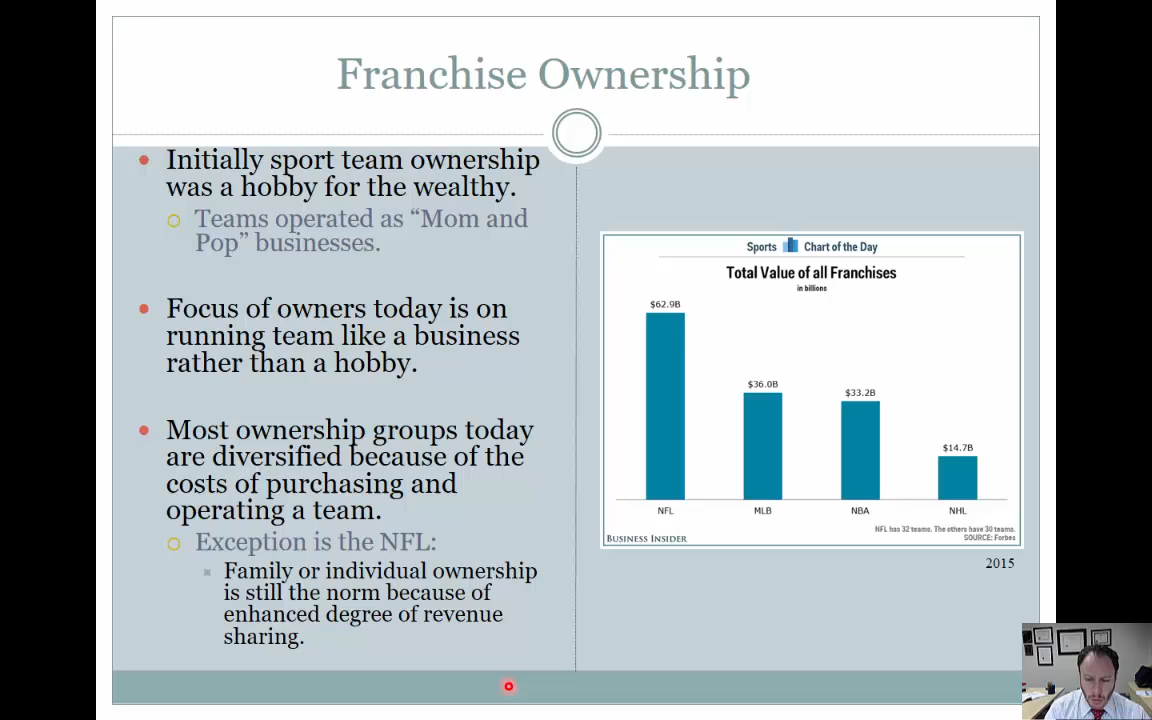 Franchise Ownership
Initially sport team ownership
was a hobby for the wealthy.
Teams operated as “Mom and
Pop” businesses.
Focus of owners today is on
running team like a business
rather than a hobby.
Most ownership groups today
are diversified because of the
costs of purchasing and
operating a team.
Exception is the NFL:
Family or individual ownership
is still the norm because of
enhanced degree of revenue
sharing.
Sports Chart of the Day
Total Value of all Franchises
in billions
$62.9B
$36.0B
$33.2B
$14.7B
NFL MLB NBA NHL
NFL has 32 teams. The others have 30 teams.
BUSINESS INSIDER SOURCE: Forbes
2015